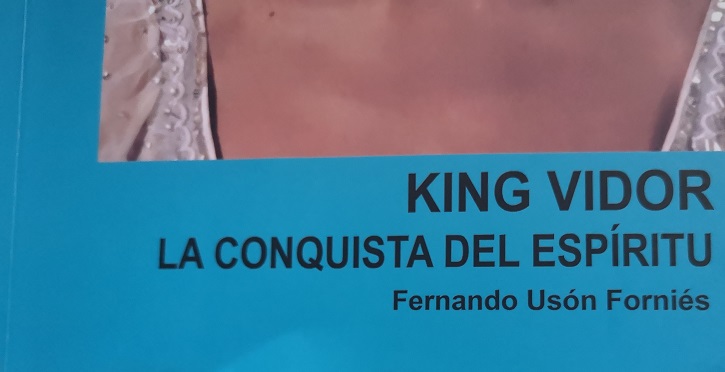 KING VIDOR
LA CONQUISTA DEL ESPÍRITU
Fernando Usón Forniés